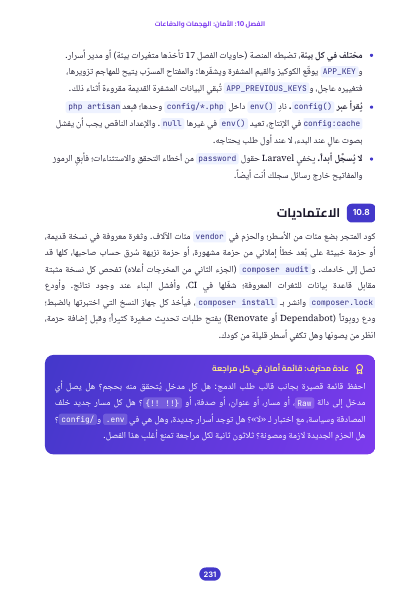 الفصل 10: الأمان: الهجمات والدفاعات
• مختلف في كل بيئة. تضبطه المنصة (حاويات الفصل 17 تأخذها متغيرات بيئة) أو مدير أسرار.
و APP_KEY يوقّع الكوكيز والقيم المشفرة ويشفّرها؛ والمفتاح المسرّب يتيح للمهاجم تزويرها،
فتغييره عاجل، و APP_PREVIOUS_KEYS تُبقي البيانات المشفرة القديمة مقروءة أثناء ذلك.
• يُقرأ عبر config() . نادِ env() داخل config/*.php وحدها؛ فبعد php artisan
config:cache في الإنتاج، تعيد env() في غيرها null . والإعداد الناقص يجب أن يفشل
بصوت عالٍ عند البدء، لا عند أول طلب يحتاجه.
• لا يُسجَّل أبداً. يخفي Laravel حقول password من أخطاء التحقق والاستثناءات؛ فأبقِ الرموز
والمفاتيح خارج رسائل سجلك أنت أيضاً.
10.8 الاعتماديات
كود المتجر بضع مئات من الأسطر؛ والحزم في vendor مئات الآلاف. وثغرة معروفة في نسخة قديمة،
أو حزمة خبيثة على بُعد خطأ إملائي من حزمة مشهورة، أو حزمة نزيهة سُرق حساب صاحبها، كلها قد
تصل إلى خادمك. و composer audit (الجزء الثاني من المخرجات أعلاه) تفحص كل نسخة مثبتة
مقابل قاعدة بيانات للثغرات المعروفة؛ شغّلها في CI، وأفشل البناء عند وجود نتائج. وأودع
composer.lock وانشر بـ composer install ، فيأخذ كل جهاز النسخ التي اختبرتها بالضبط؛
ودع روبوتاً (Dependabot أو Renovate) يفتح طلبات تحديث صغيرة كثيراً؛ وقبل إضافة حزمة،
انظر من يصونها وهل تكفي أسطر قليلة من كودك.
عادة محترف: قائمة أمان في كل مراجعة
احفظ قائمة قصيرة بجانب قالب طلب الدمج: هل كل مدخل يُتحقق منه بحجم؟ هل يصل أي
مدخل إلى دالة Raw، أو مسار، أو عنوان، أو صدفة، أو {!! !!} ؟ هل كل مسار جديد خلف
المصادقة وسياسة، مع اختبار لـ «لا»؟ هل توجد أسرار جديدة، وهل هي في .env و config/ ؟
هل الحزم الجديدة لازمة ومصونة؟ ثلاثون ثانية لكل مراجعة تمنع أغلب هذا الفصل.
231